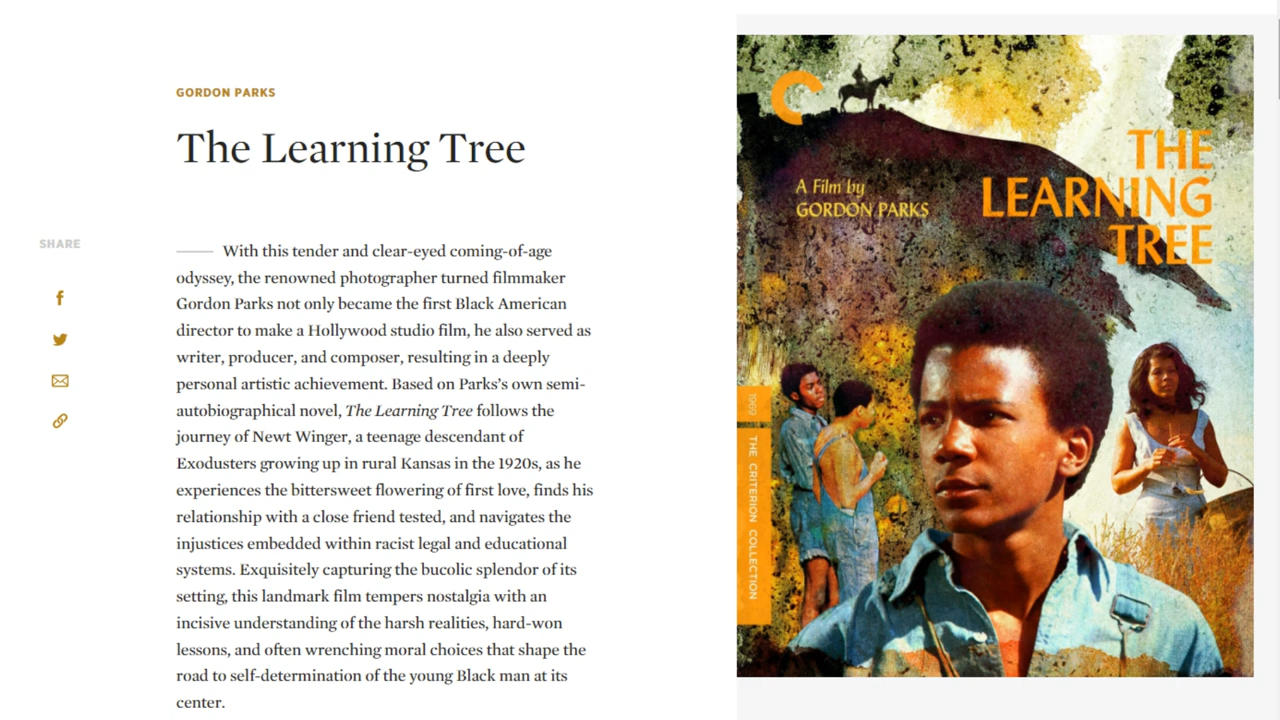 GORDON PARKS
The Learning Tree
SHARE
With this tender and clear-eyed coming-of-age
odyssey, the renowned photographer turned filmmaker
Gordon Parks not only became the first Black American
director to make a Hollywood studio film, he also served as
writer, producer, and composer, resulting in a deeply
personal artistic achievement. Based on Parks’s own semi-
autobiographical novel, The Learning Tree follows the
journey of Newt Winger, a teenage descendant of
Exodusters growing up in rural Kansas in the 1920s, as he
experiences the bittersweet flowering of first love, finds his
relationship with a close friend tested, and navigates the
injustices embedded within racist legal and educational
systems. Exquisitely capturing the bucolic splendor of its
setting, this landmark film tempers nostalgia with an
incisive understanding of the harsh realities, hard-won
lessons, and often wrenching moral choices that shape the
road to self-determination of the young Black man at its
center.
A Film by
GORDON PARKS
THE
LEARNING
TREE
1969
THE CRITERION COLLECTION